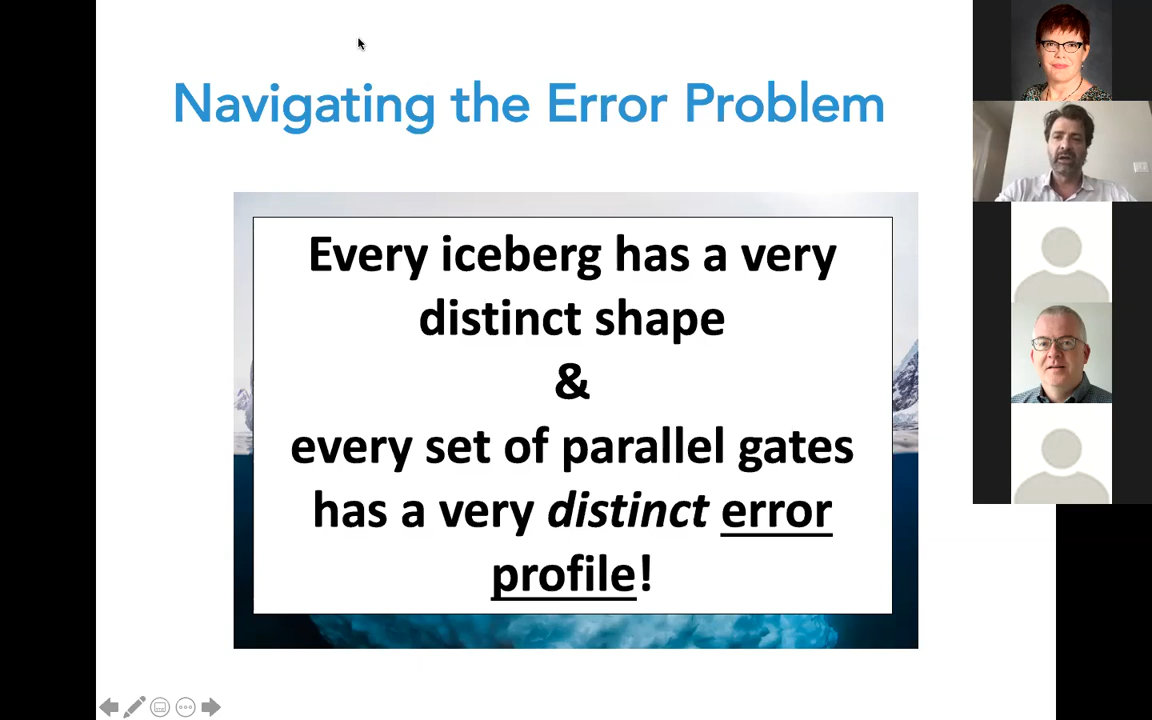 Navigating the Error Problem
Every iceberg has a very
distinct shape
&
every set of parallel gates
has a very distinct error
profile!